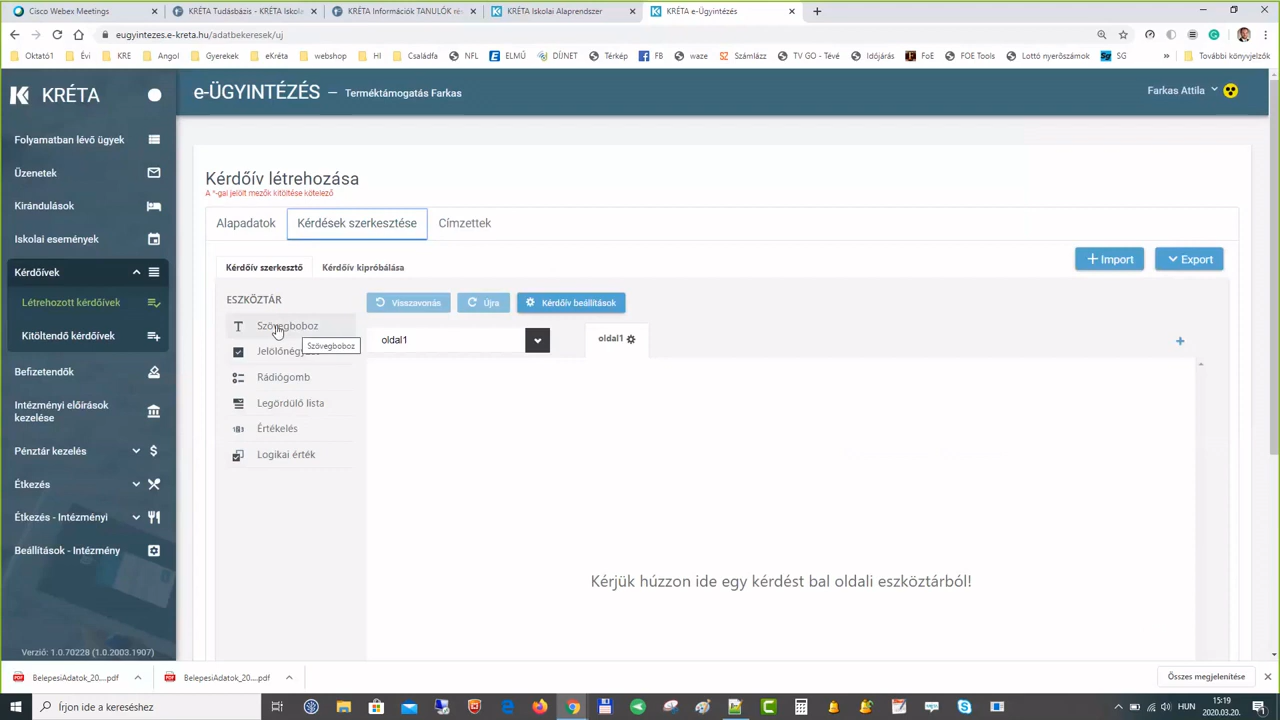 Cisco Webex Meetings
KRÉTA Tudásbázis - KRÉTA Iskol
KRÉTA Információk TANULÓK rés
KRÉTA Iskolai Alaprendszer
KRÉTA e-Ügyintézés
eugyintezes.e-kreta.hu/adatbekeresek/uj
Oktató1 Évi KRE Angol Gyerekek eKréta webshop HI Családfa NFL ELMŰ DIJNET Térkép FB waze Számlázz TV GO - Tévé Időjárás FoE FOE Tools Lottó nyerőszámok SG » További könyvjelzők
KRÉTA
e-ÜGYINTÉZÉS — Terméktámogatás Farkas
Farkas Attila
Folyamatban lévő ügyek
Üzenetek
Kirándulások
Iskolai események
Kérdőívek
Létrehozott kérdőívek
Kitöltendő kérdőívek
Befizetendők
Intézményi előírások
kezelése
Pénztár kezelés
Étkezés
Étkezés - Intézményi
Beállítások - Intézmény
Verzió: 1.0.70228 (1.0.2003.1907)
Kérdőív létrehozása
A *-gal jelölt mezők kitöltése kötelező
Alapadatok Kérdések szerkesztése Címzettek
Kérdőív szerkesztő Kérdőív kipróbálása
Import Export
ESZKÖZTÁR
Visszavonás Újra Kérdőív beállítások
Szövegboboz
Szövegboboz
Jelölőnégyzet
Rádiógomb
Legördülő lista
Értékelés
Logikai érték
oldal1 oldal1
Kérjük húzzon ide egy kérdést bal oldali eszköztárból!
BelepesiAdatok_20....pdf
BelepesiAdatok_20....pdf
Összes megjelenítése
Írjon ide a kereséshez
HUN
15:19
2020.03.20.